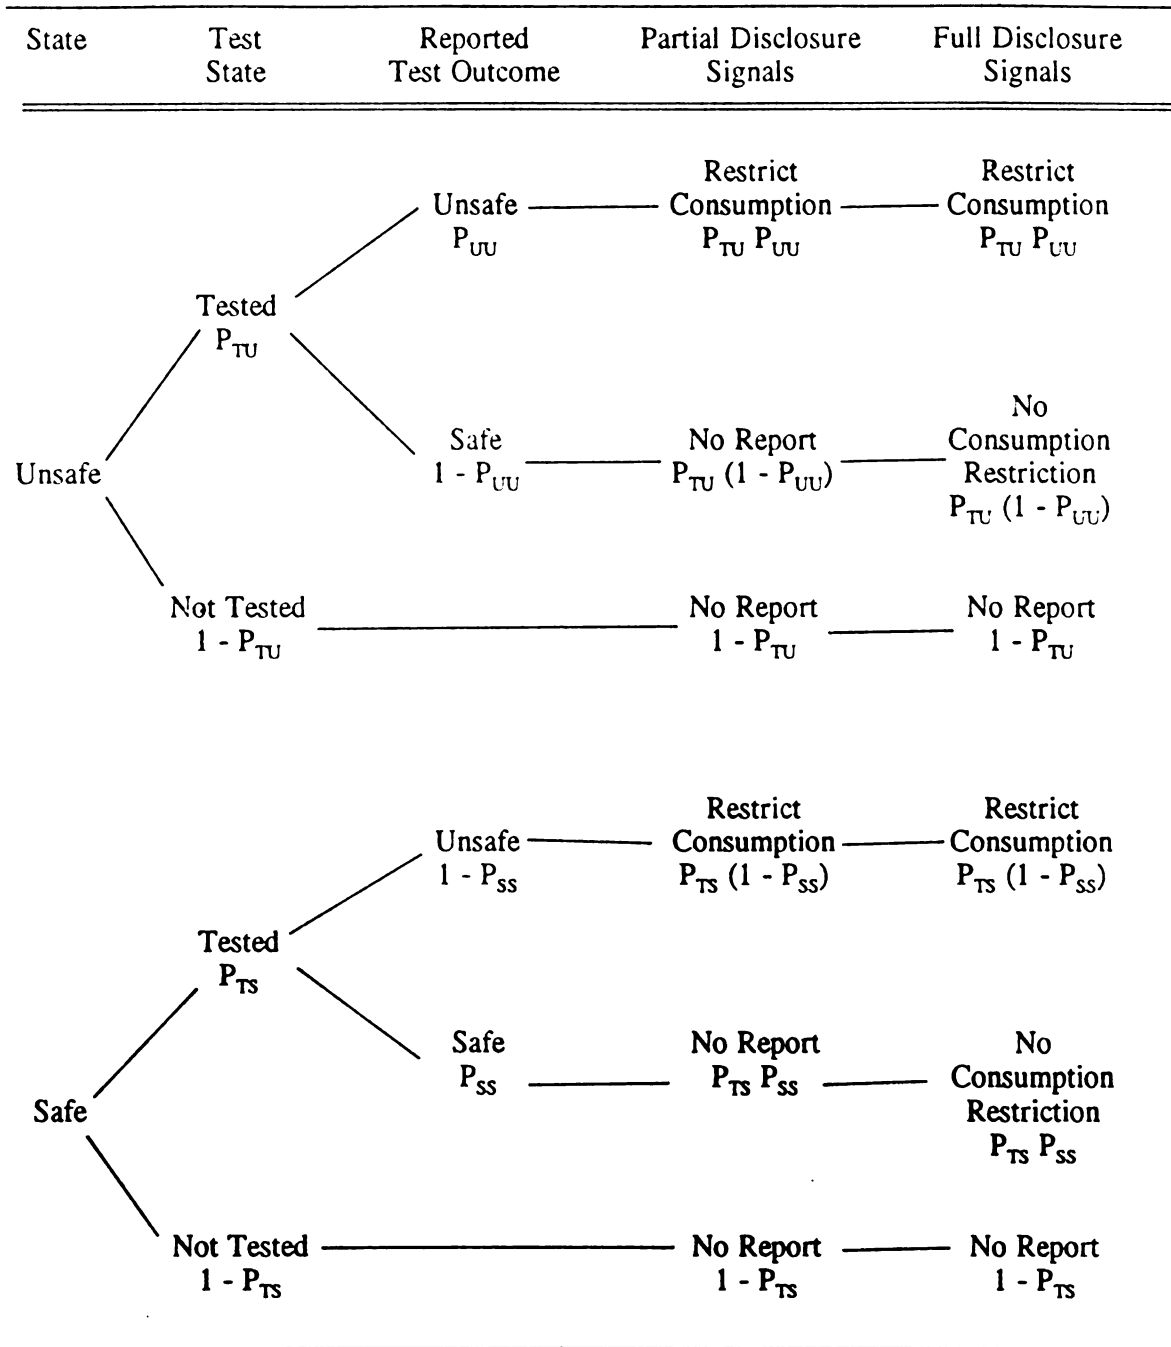 State Test Reported Partial Disclosure Full Disclosure
State Test Outcome Signals Signals
Restrict Restrict
Unsafe Consumption Consumption
P_UU P_TU P_UU P_TU P_UU
Tested
P_TU
No
Safe No Report Consumption
Unsafe 1 - P_UU P_TU (1 - P_UU) Restriction
P_TU (1 - P_UU)
Not Tested No Report No Report
1 - P_TU 1 - P_TU 1 - P_TU
Restrict Restrict
Unsafe Consumption Consumption
1 - P_SS P_TS (1 - P_SS) P_TS (1 - P_SS)
Tested
P_TS
Safe No Report No
P_SS P_TS P_SS Consumption
Safe Restriction
P_TS P_SS
Not Tested No Report No Report
1 - P_TS 1 - P_TS 1 - P_TS